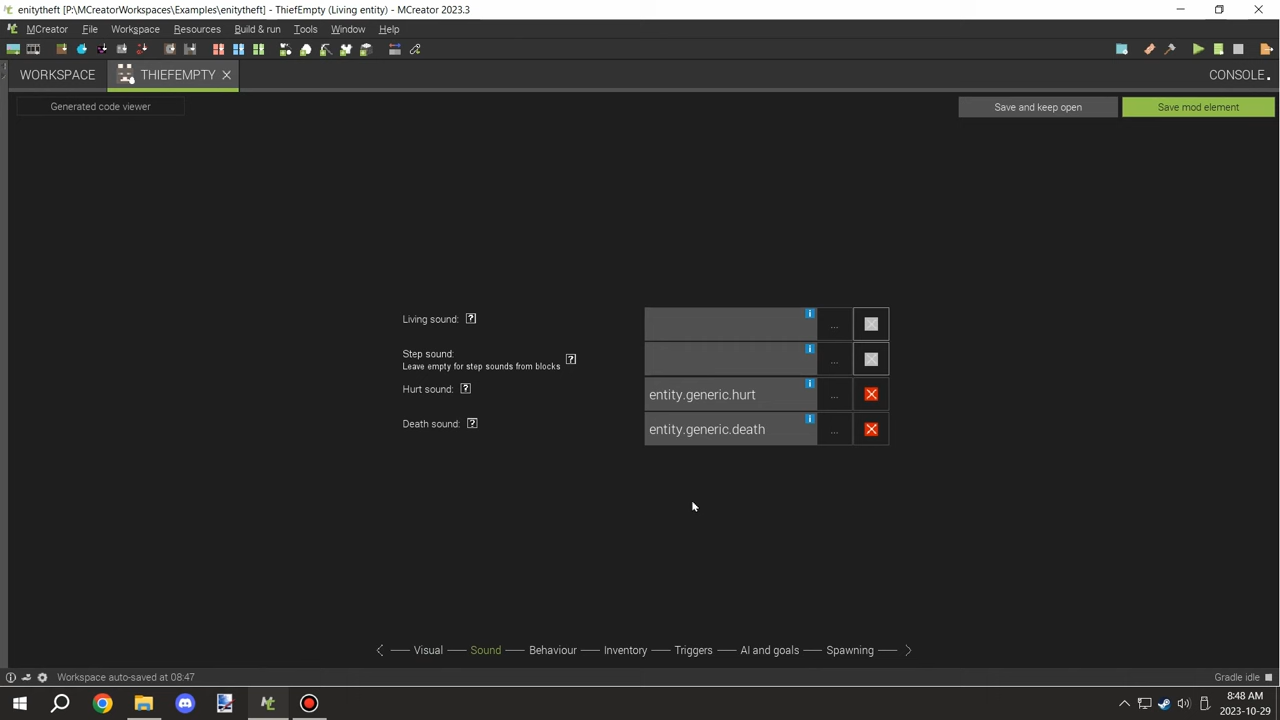 enitytheft [P:\MCreatorWorkspaces\Examples\enitytheft] - ThiefEmpty (Living entity) - MCreator 2023.3
MCreator File Workspace Resources Build & run Tools Window Help
WORKSPACE THIEFEMPTY CONSOLE
Generated code viewer Save and keep open Save mod element
Living sound: ? i ...
Step sound:
Leave empty for step sounds from blocks ? i ...
Hurt sound: ? entity.generic.hurt i ...
Death sound: ? entity.generic.death i ...
Visual Sound Behaviour Inventory Triggers AI and goals Spawning
Workspace auto-saved at 08:47 Gradle idle
8:48 AM
2023-10-29